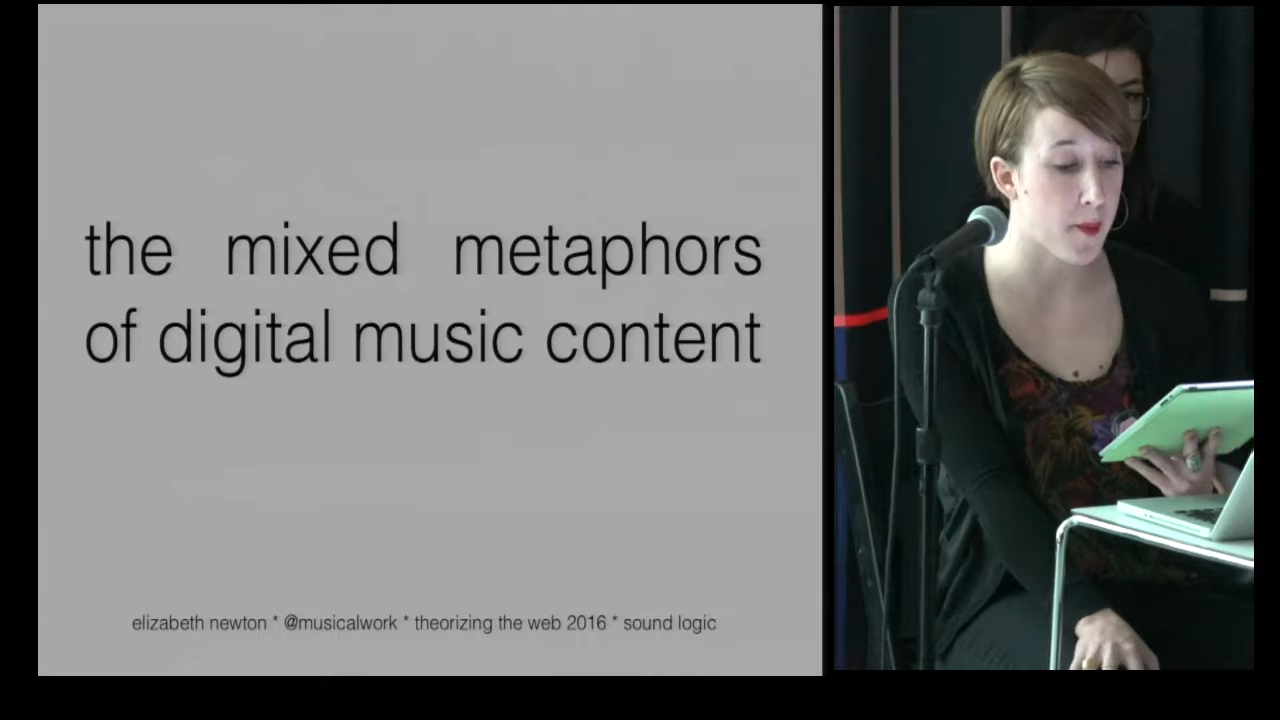 the mixed metaphors
of digital music content
elizabeth newton * @musicalwork * theorizing the web 2016 * sound logic